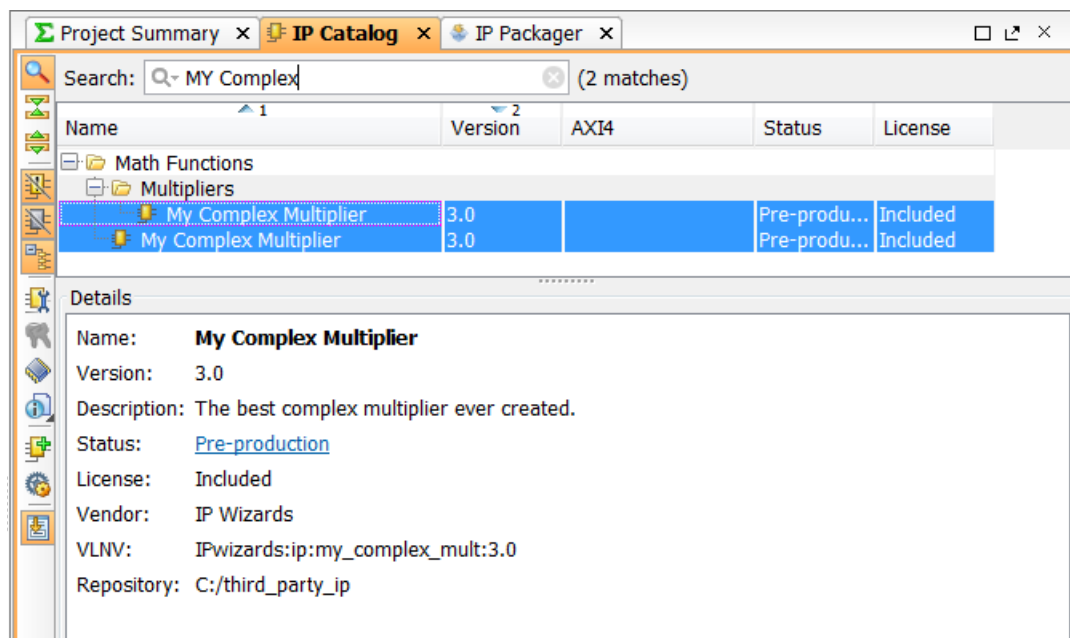 Project Summary × IP Catalog × IP Packager ×
Search: MY Complex (2 matches)
1 2
Name Version AXI4 Status License
Math Functions
Multipliers
My Complex Multiplier 3.0 Pre-produ... Included
My Complex Multiplier 3.0 Pre-produ... Included
Details
Name: My Complex Multiplier
Version: 3.0
Description: The best complex multiplier ever created.
Status: Pre-production
License: Included
Vendor: IP Wizards
VLNV: IPwizards:ip:my_complex_mult:3.0
Repository: C:/third_party_ip